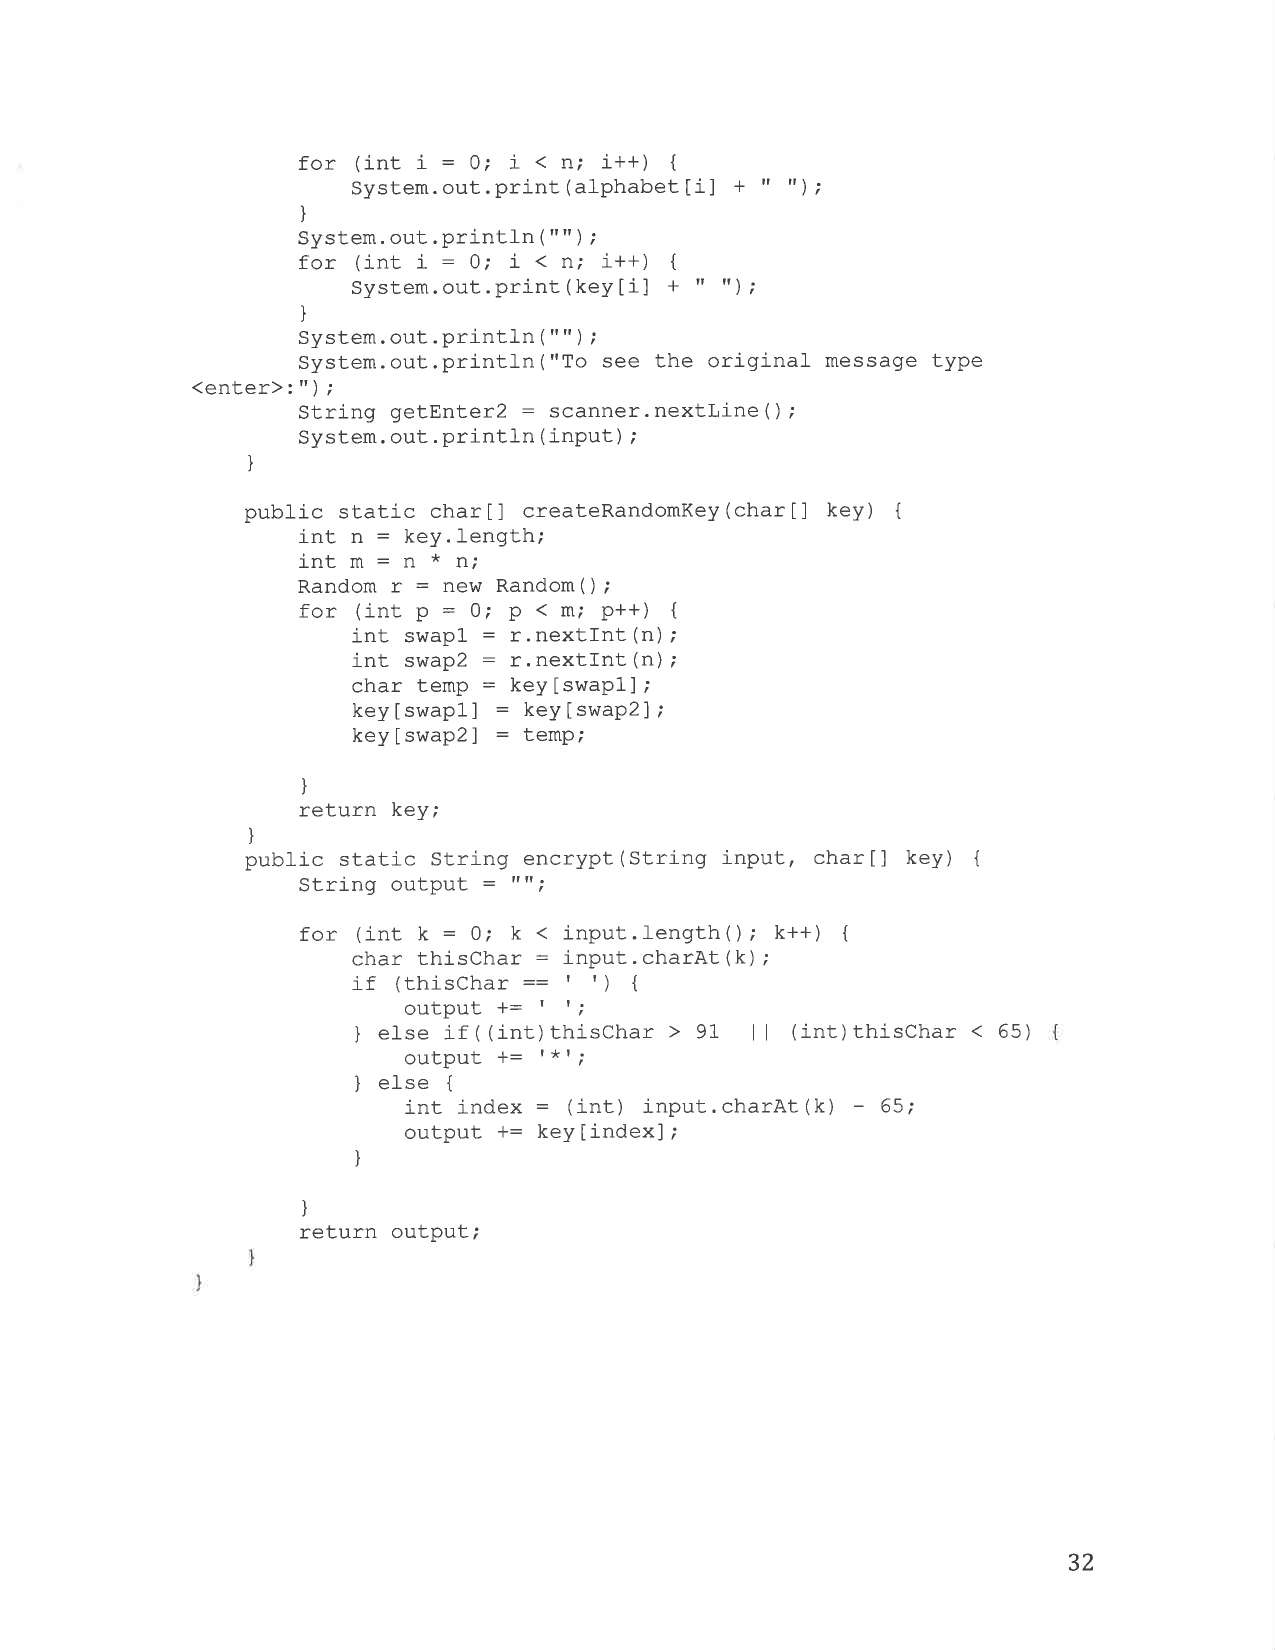 for (int i = 0; i < n; i++) {
System.out.print(alphabet[i] + " ");
}
System.out.println("");
for (int i = 0; i < n; i++) {
System.out.print(key[i] + " ");
}
System.out.println("");
System.out.println("To see the original message type
<enter>:");
String getEnter2 = scanner.nextLine();
System.out.println(input);
}
public static char[] createRandomKey(char[] key) {
int n = key.length;
int m = n * n;
Random r = new Random();
for (int p = 0; p < m; p++) {
int swap1 = r.nextInt(n);
int swap2 = r.nextInt(n);
char temp = key[swap1];
key[swap1] = key[swap2];
key[swap2] = temp;
}
return key;
}
public static String encrypt(String input, char[] key) {
String output = "";
for (int k = 0; k < input.length(); k++) {
char thisChar = input.charAt(k);
if (thisChar == ' ') {
output += ' ';
} else if((int)thisChar > 91 || (int)thisChar < 65) {
output += '*';
} else {
int index = (int) input.charAt(k) - 65;
output += key[index];
}
}
return output;
}
}
32